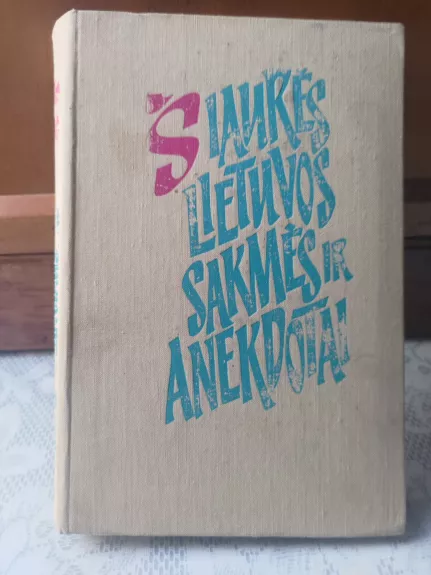 ŠIAURĖS
LIETUVOS
SAKMĖS IR
ANEKDOTAI